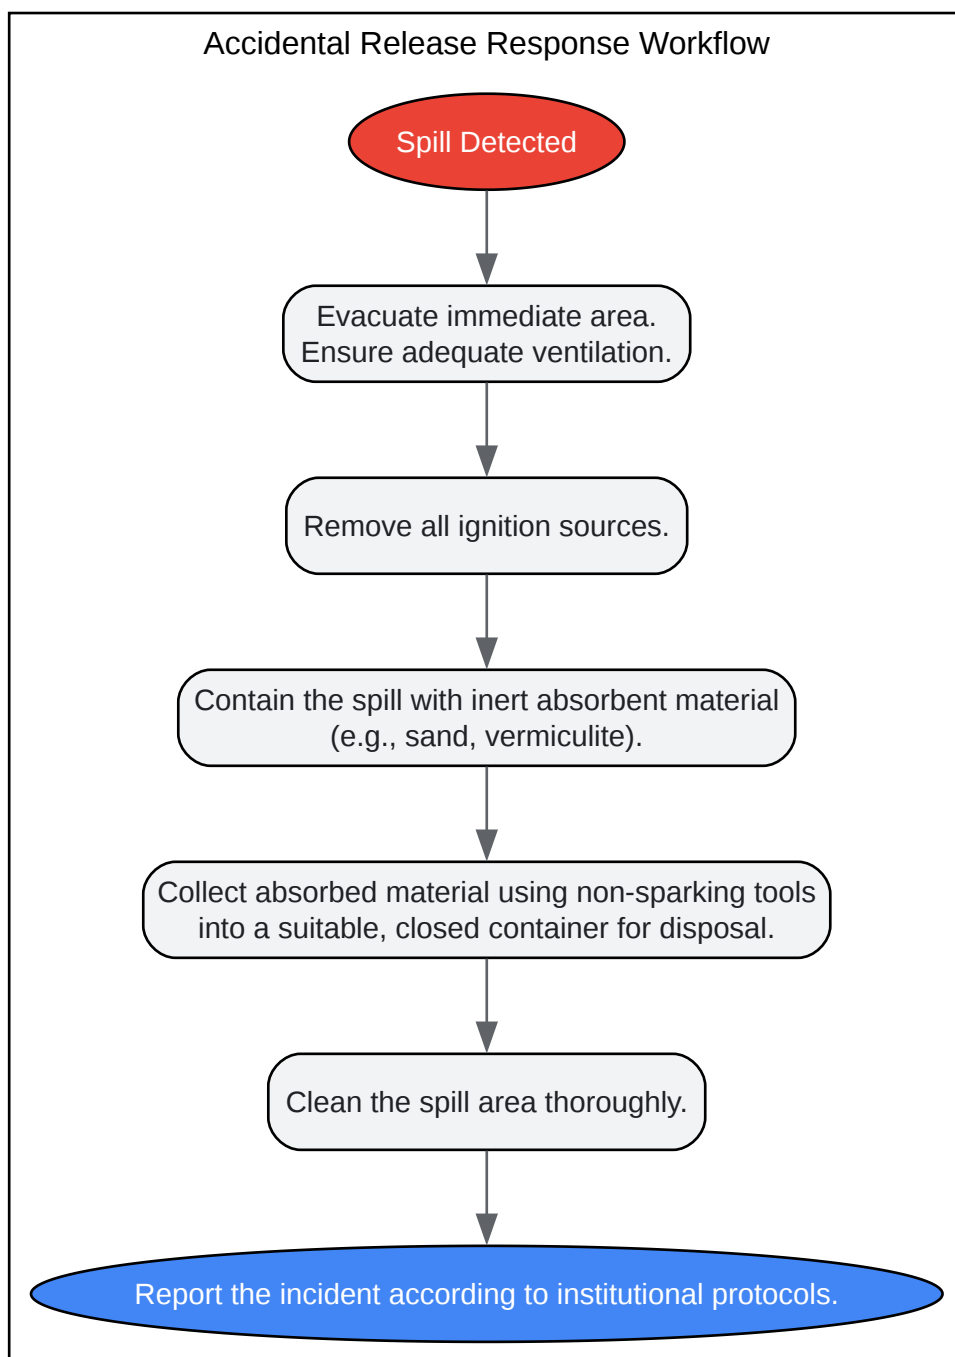 Accidental Release Response Workflow
Spill Detected
Evacuate immediate area.
Ensure adequate ventilation.
Remove all ignition sources.
Contain the spill with inert absorbent material
(e.g., sand, vermiculite).
Collect absorbed material using non-sparking tools
into a suitable, closed container for disposal.
Clean the spill area thoroughly.
Report the incident according to institutional protocols.